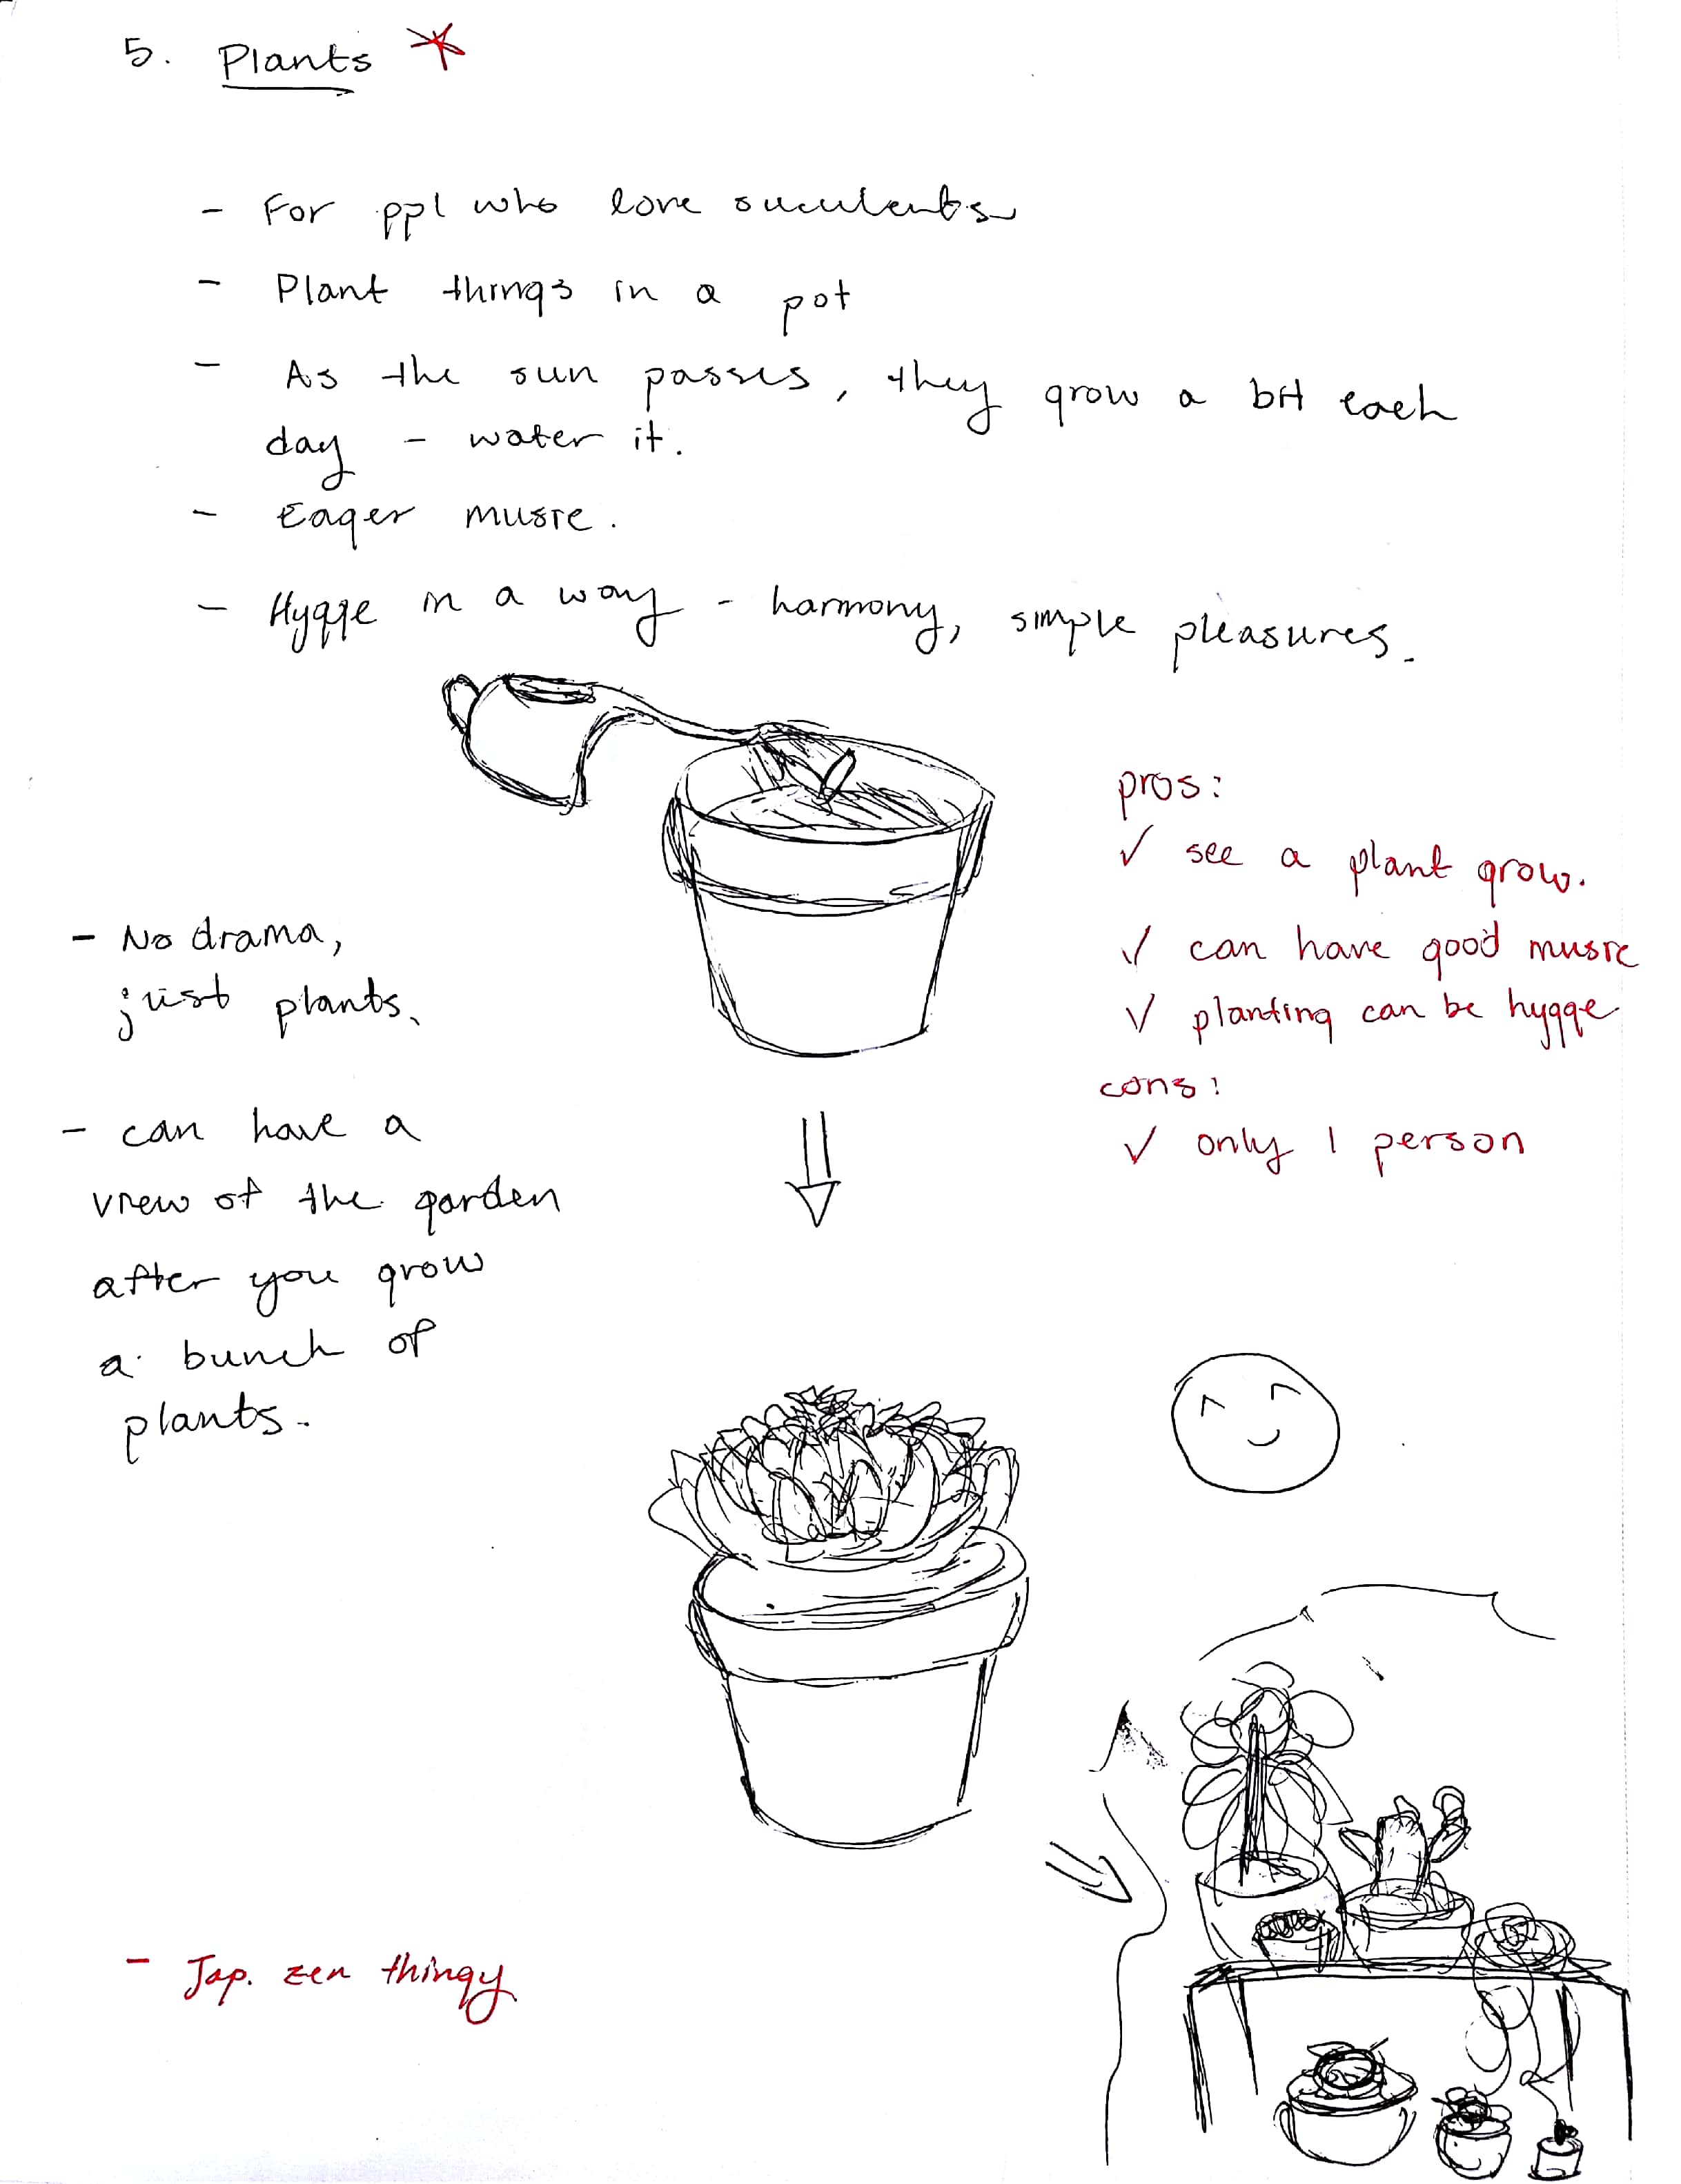 5. Plants
- For ppl who love succulents
- Plant things in a pot
- As the sun passes, they grow a bit each
day - water it.
- Eager music.
- Hygge in a way - harmony, simple pleasures.
pros:
✓ see a plant grow.
✓ can have good music
✓ planting can be hygge
cons:
✓ only 1 person
- No drama,
just plants.
- can have a
view of the garden
after you grow
a bunch of
plants.
- Jap. zen thingy